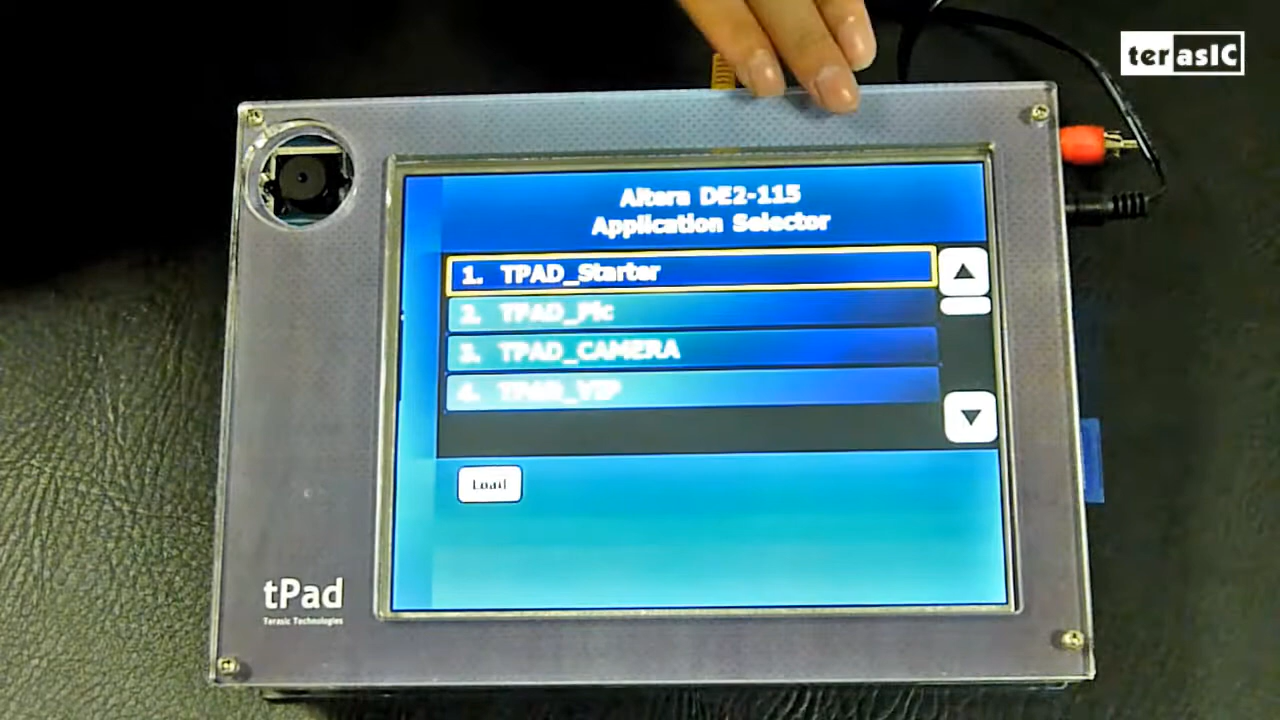 terasIC
Altera DE2-115
Application Selector
1. TPAD_Starter
2. TPAD_Pic
3. TPAD_CAMERA
4. TPAD_VIP
Load
tPad
Terasic Technologies